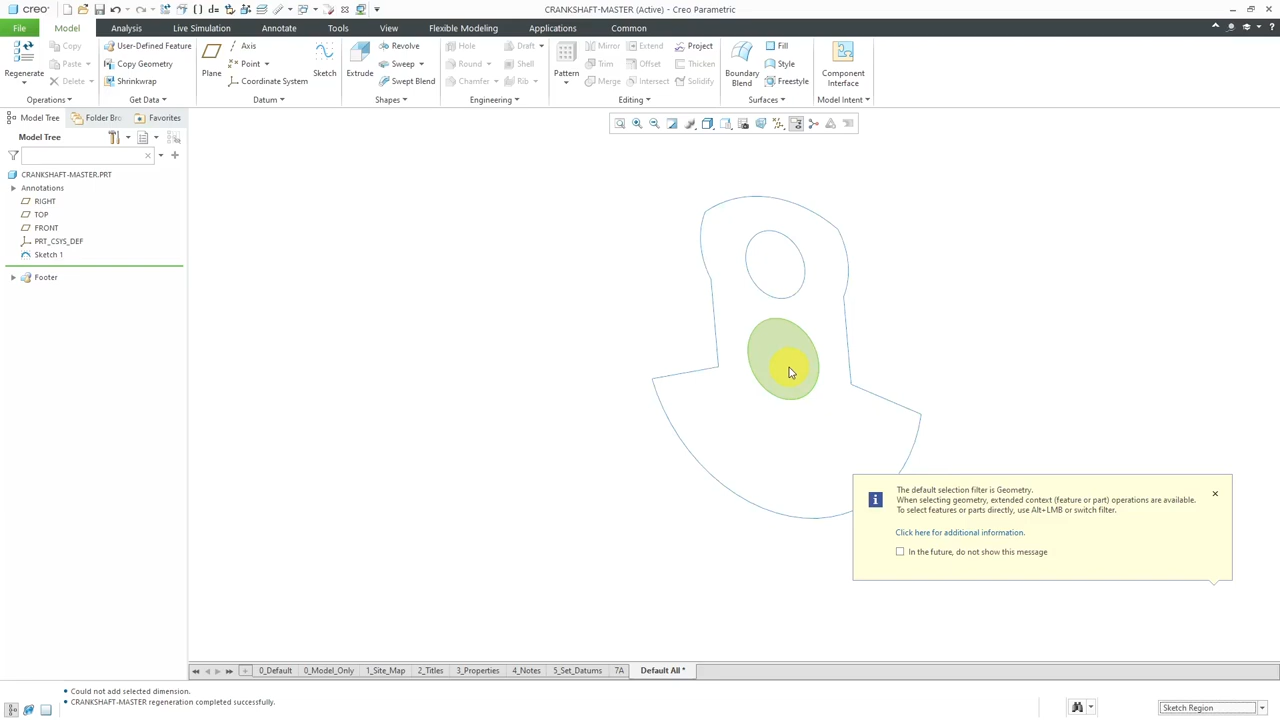 creo
CRANKSHAFT-MASTER (Active) - Creo Parametric
File Model Analysis Live Simulation Annotate Tools View Flexible Modeling Applications Common
Regenerate
Copy
Paste
Delete
Operations
User-Defined Feature
Copy Geometry
Shrinkwrap
Get Data
Plane
Axis
Point
Coordinate System
Sketch
Datum
Extrude
Revolve
Sweep
Swept Blend
Shapes
Hole
Round
Chamfer
Draft
Shell
Rib
Engineering
Pattern
Mirror
Trim
Merge
Extend
Offset
Intersect
Project
Thicken
Solidify
Editing
Boundary
Blend
Fill
Style
Freestyle
Surfaces
Component
Interface
Model Intent
Model Tree
Folder Bro
Favorites
Model Tree
CRANKSHAFT-MASTER.PRT
Annotations
RIGHT
TOP
FRONT
PRT_CSYS_DEF
Sketch 1
Footer
The default selection filter is Geometry.
When selecting geometry, extended context (feature or part) operations are available.
To select features or parts directly, use Alt+LMB or switch filter.
Click here for additional information.
In the future, do not show this message
0_Default 0_Model_Only 1_Site_Map 2_Titles 3_Properties 4_Notes 5_Set_Datums 7A Default All *
• Could not add selected dimension.
• CRANKSHAFT-MASTER regeneration completed successfully.
Sketch Region